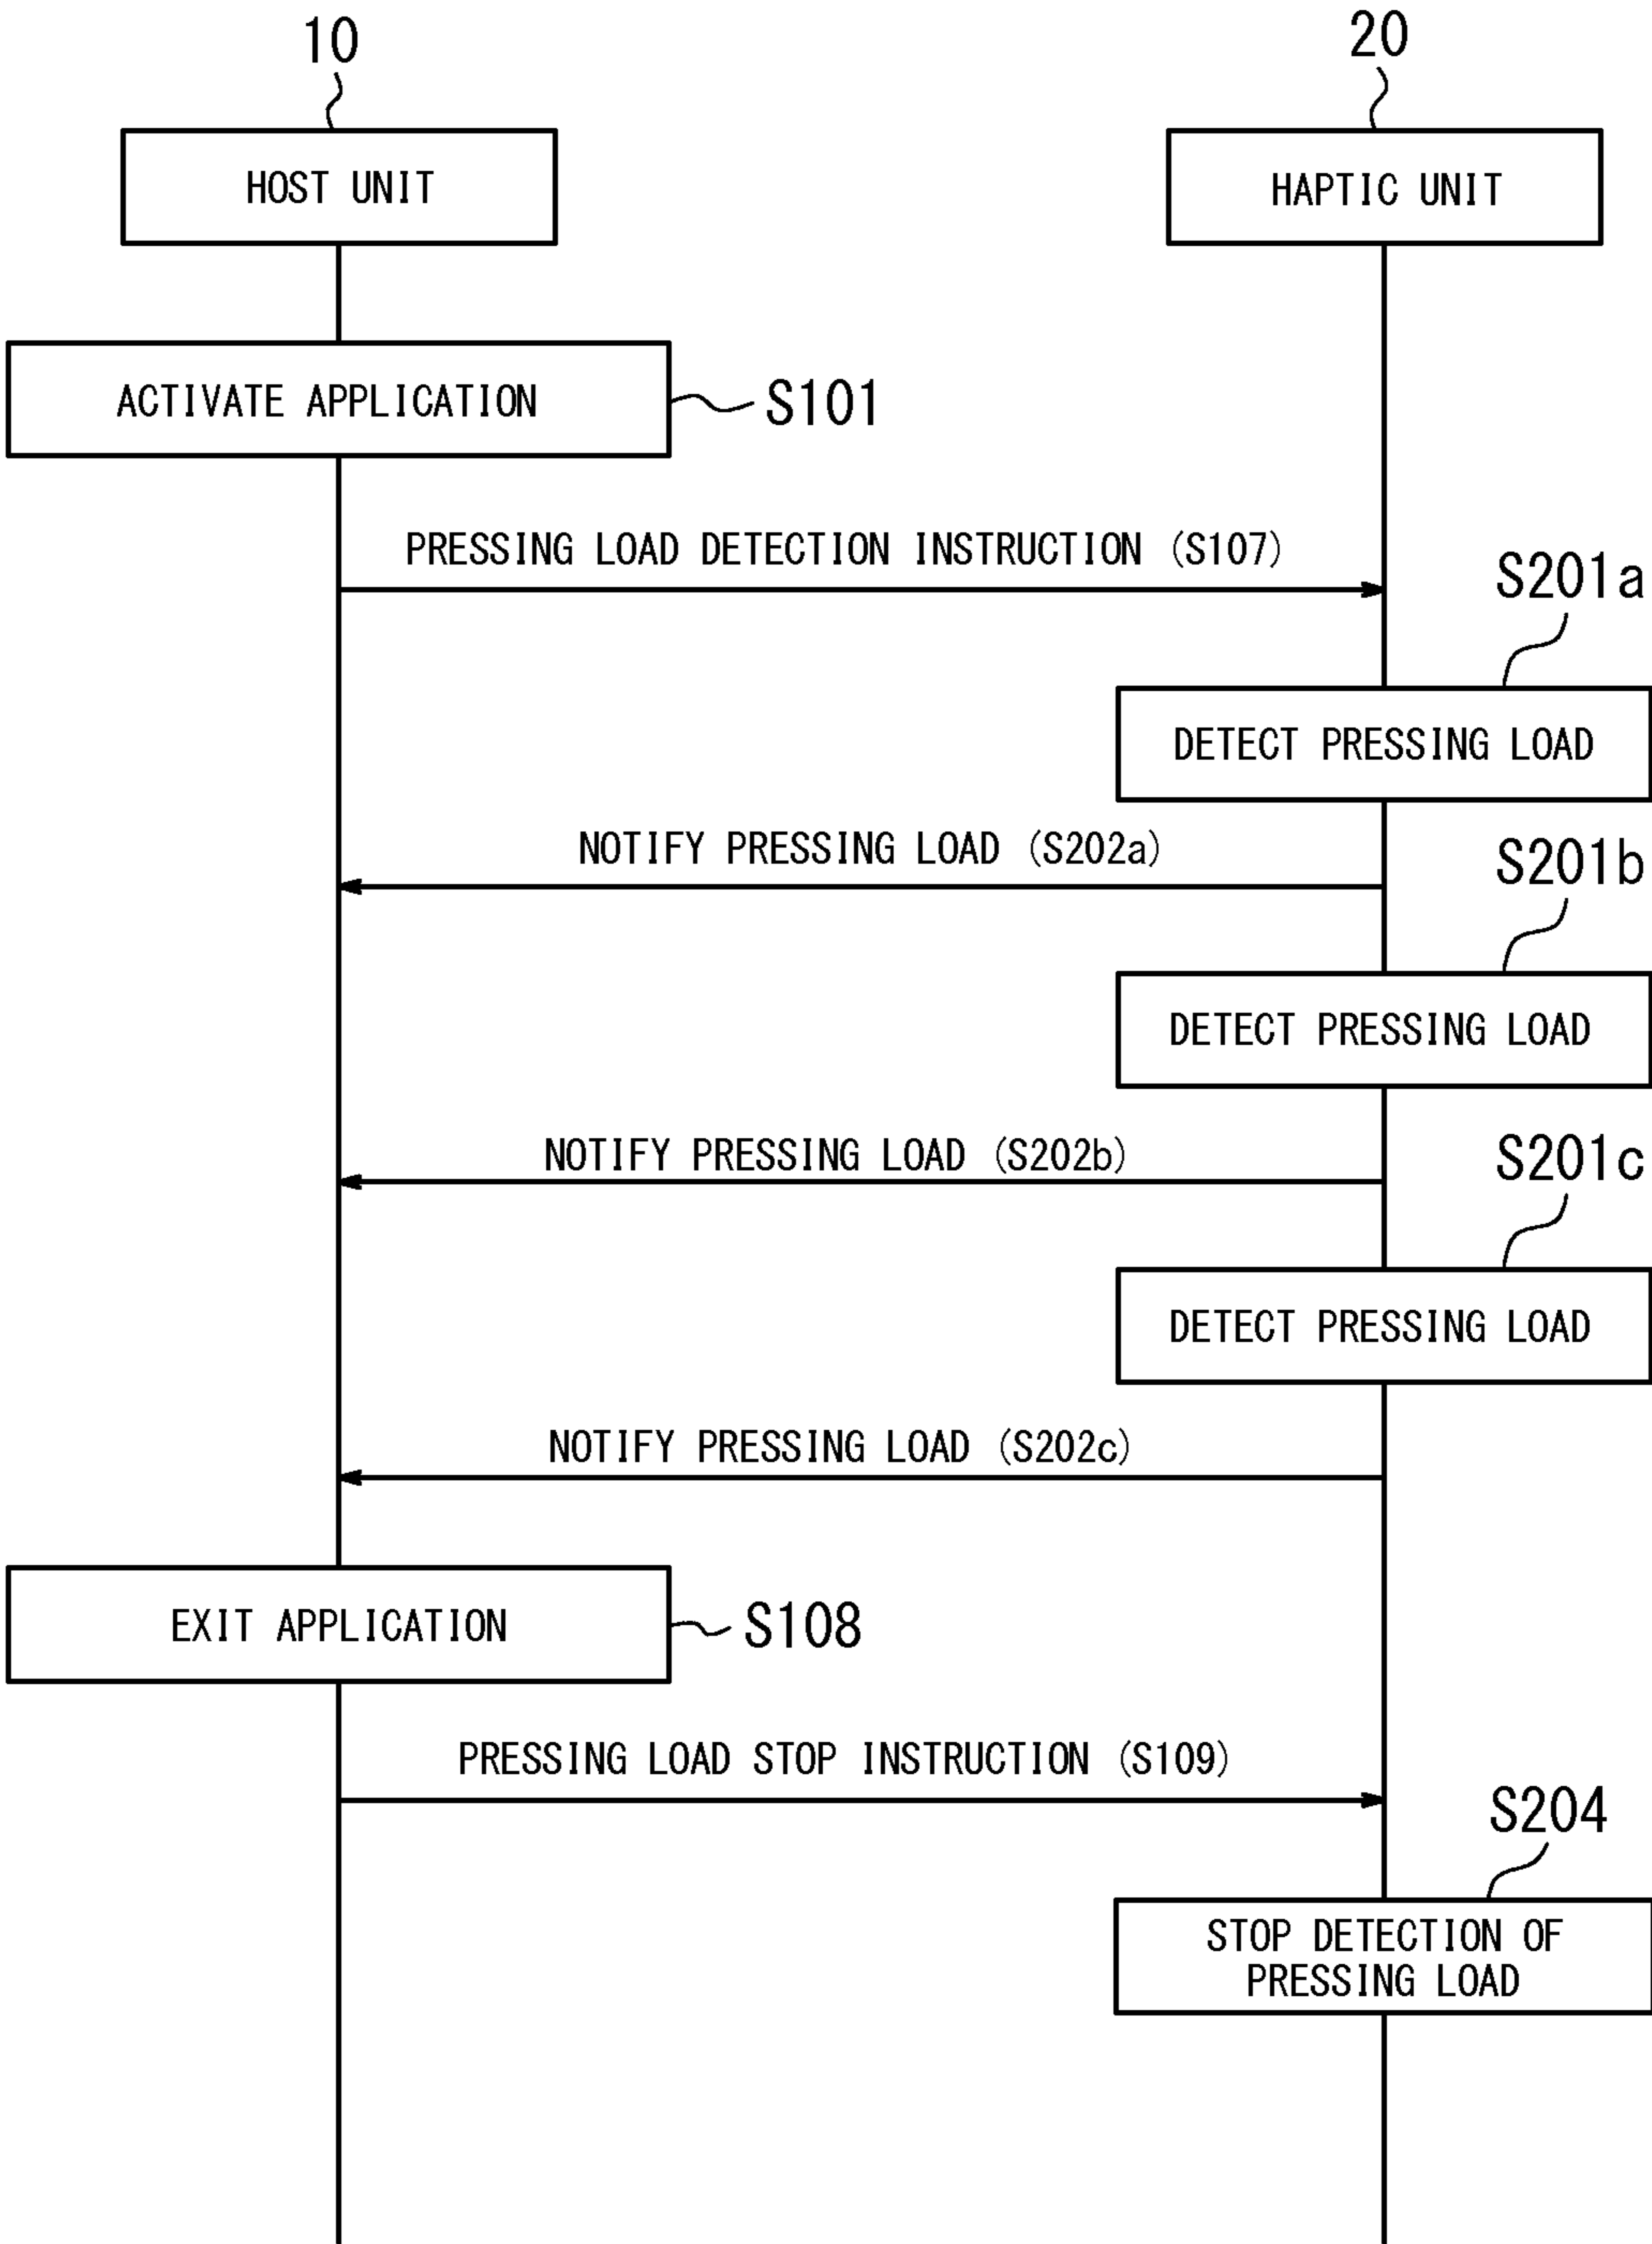 10
20
HOST UNIT
HAPTIC UNIT
ACTIVATE APPLICATION
S101
PRESSING LOAD DETECTION INSTRUCTION (S107)
S201a
DETECT PRESSING LOAD
NOTIFY PRESSING LOAD (S202a)
S201b
DETECT PRESSING LOAD
NOTIFY PRESSING LOAD (S202b)
S201c
DETECT PRESSING LOAD
NOTIFY PRESSING LOAD (S202c)
EXIT APPLICATION
S108
PRESSING LOAD STOP INSTRUCTION (S109)
S204
STOP DETECTION OF
PRESSING LOAD